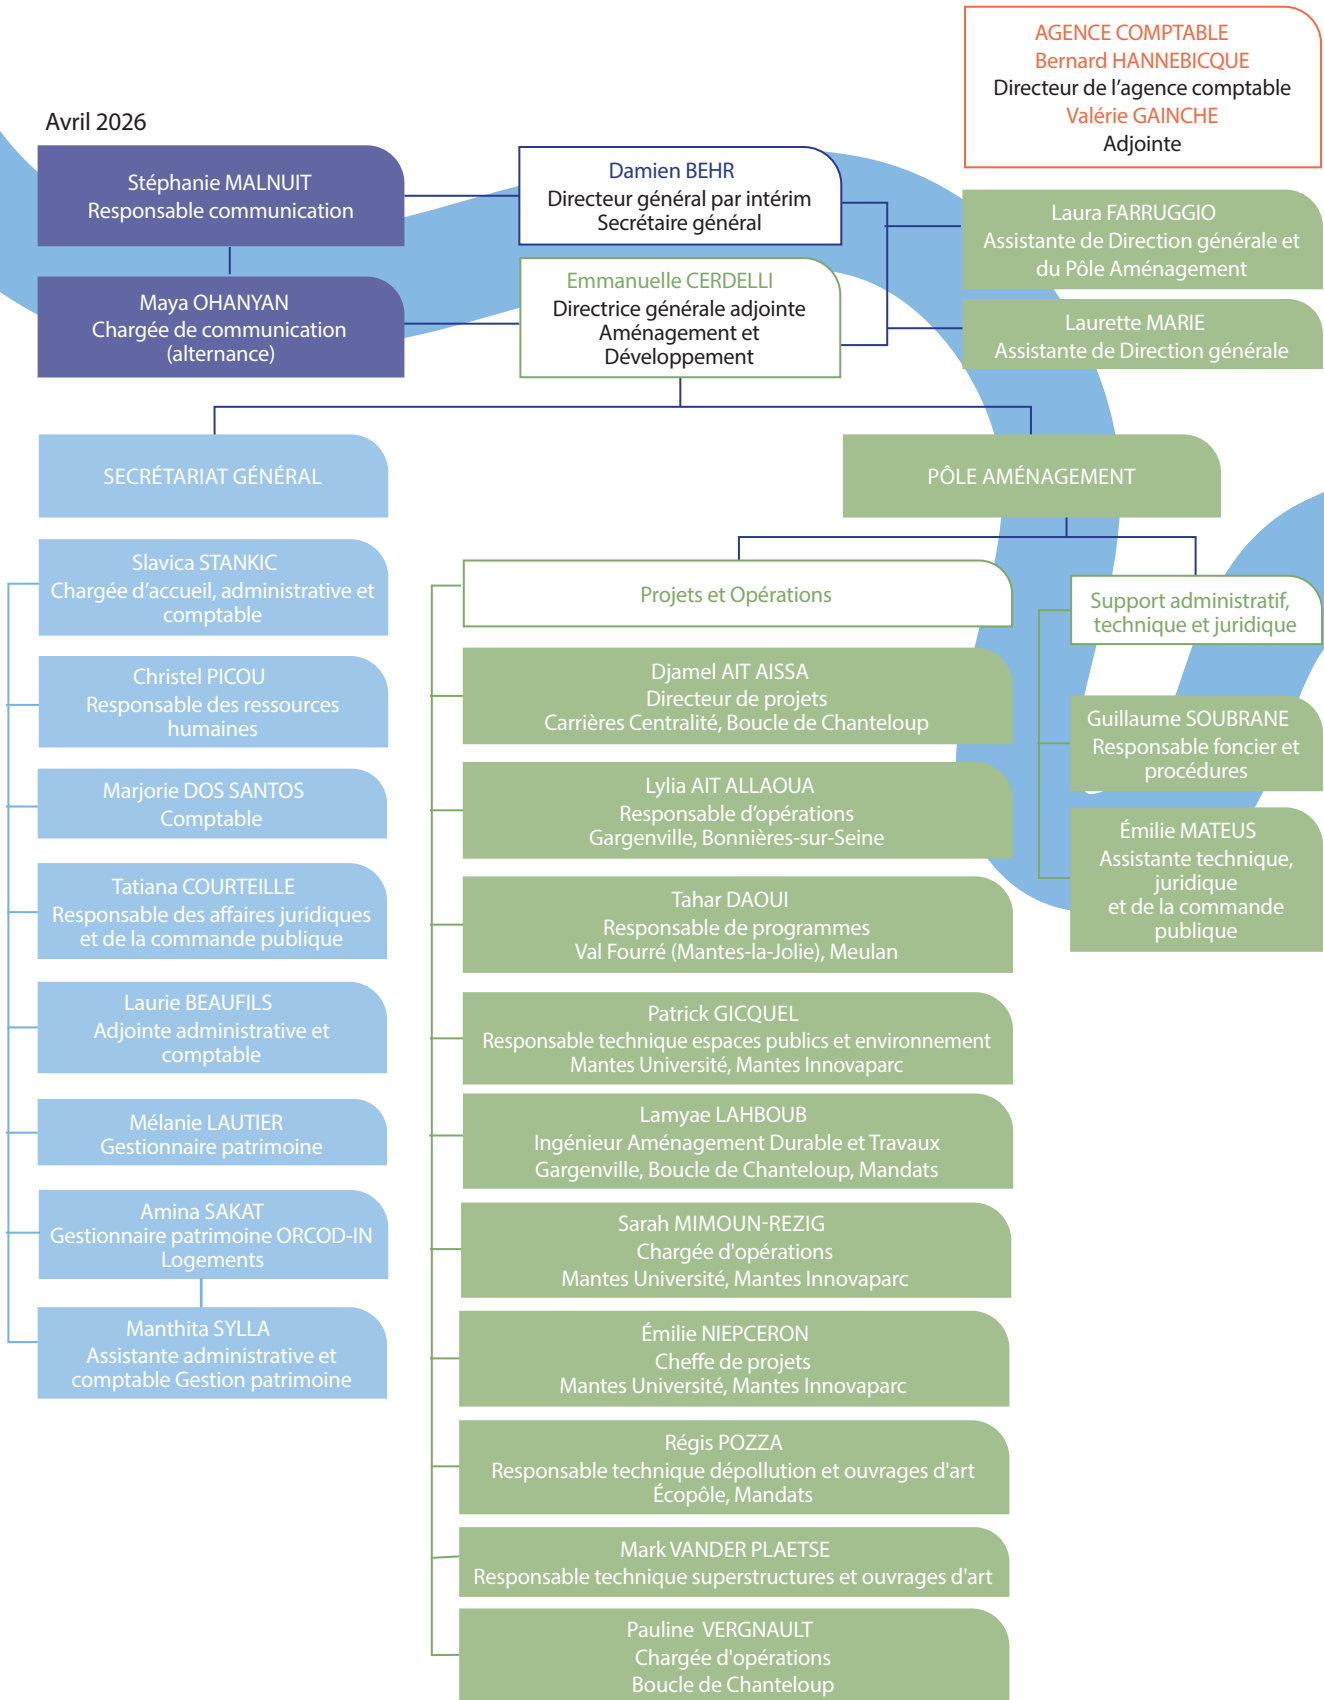 AGENCE COMPTABLE
Bernard HANNEBICQUE
Directeur de l’agence comptable
Valérie GAINCHE
Adjointe
Avril 2026
Stéphanie MALNUIT
Responsable communication
Maya OHANYAN
Chargée de communication
(alternance)
Damien BEHR
Directeur général par intérim
Secrétaire général
Emmanuelle CERDELLI
Directrice générale adjointe
Aménagement et
Développement
Laura FARRUGGIO
Assistante de Direction générale et
du Pôle Aménagement
Laurette MARIE
Assistante de Direction générale
SECRÉTARIAT GÉNÉRAL
Slavica STANKIC
Chargée d’accueil, administrative et
comptable
Christel PICOU
Responsable des ressources
humaines
Marjorie DOS SANTOS
Comptable
Tatiana COURTEILLE
Responsable des affaires juridiques
et de la commande publique
Laurie BEAUFILS
Adjointe administrative et
comptable
Mélanie LAUTIER
Gestionnaire patrimoine
Amina SAKAT
Gestionnaire patrimoine ORCOD-IN
Logements
Manthita SYLLA
Assistante administrative et
comptable Gestion patrimoine
PÔLE AMÉNAGEMENT
Projets et Opérations
Djamel AIT AISSA
Directeur de projets
Carrières Centralité, Boucle de Chanteloup
Lylia AIT ALLAOUA
Responsable d’opérations
Gargenville, Bonnières-sur-Seine
Tahar DAOUI
Responsable de programmes
Val Fourré (Mantes-la-Jolie), Meulan
Patrick GICQUEL
Responsable technique espaces publics et environnement
Mantes Université, Mantes Innovaparc
Lamyae LAHBOUB
Ingénieur Aménagement Durable et Travaux
Gargenville, Boucle de Chanteloup, Mandats
Sarah MIMOUN-REZIG
Chargée d'opérations
Mantes Université, Mantes Innovaparc
Émilie NIEPCERON
Cheffe de projets
Mantes Université, Mantes Innovaparc
Régis POZZA
Responsable technique dépollution et ouvrages d'art
Écopôle, Mandats
Mark VANDER PLAETSE
Responsable technique superstructures et ouvrages d'art
Pauline VERGNAULT
Chargée d'opérations
Boucle de Chanteloup
Support administratif,
technique et juridique
Guillaume SOUBRANE
Responsable foncier et
procédures
Émilie MATEUS
Assistante technique,
juridique
et de la commande
publique